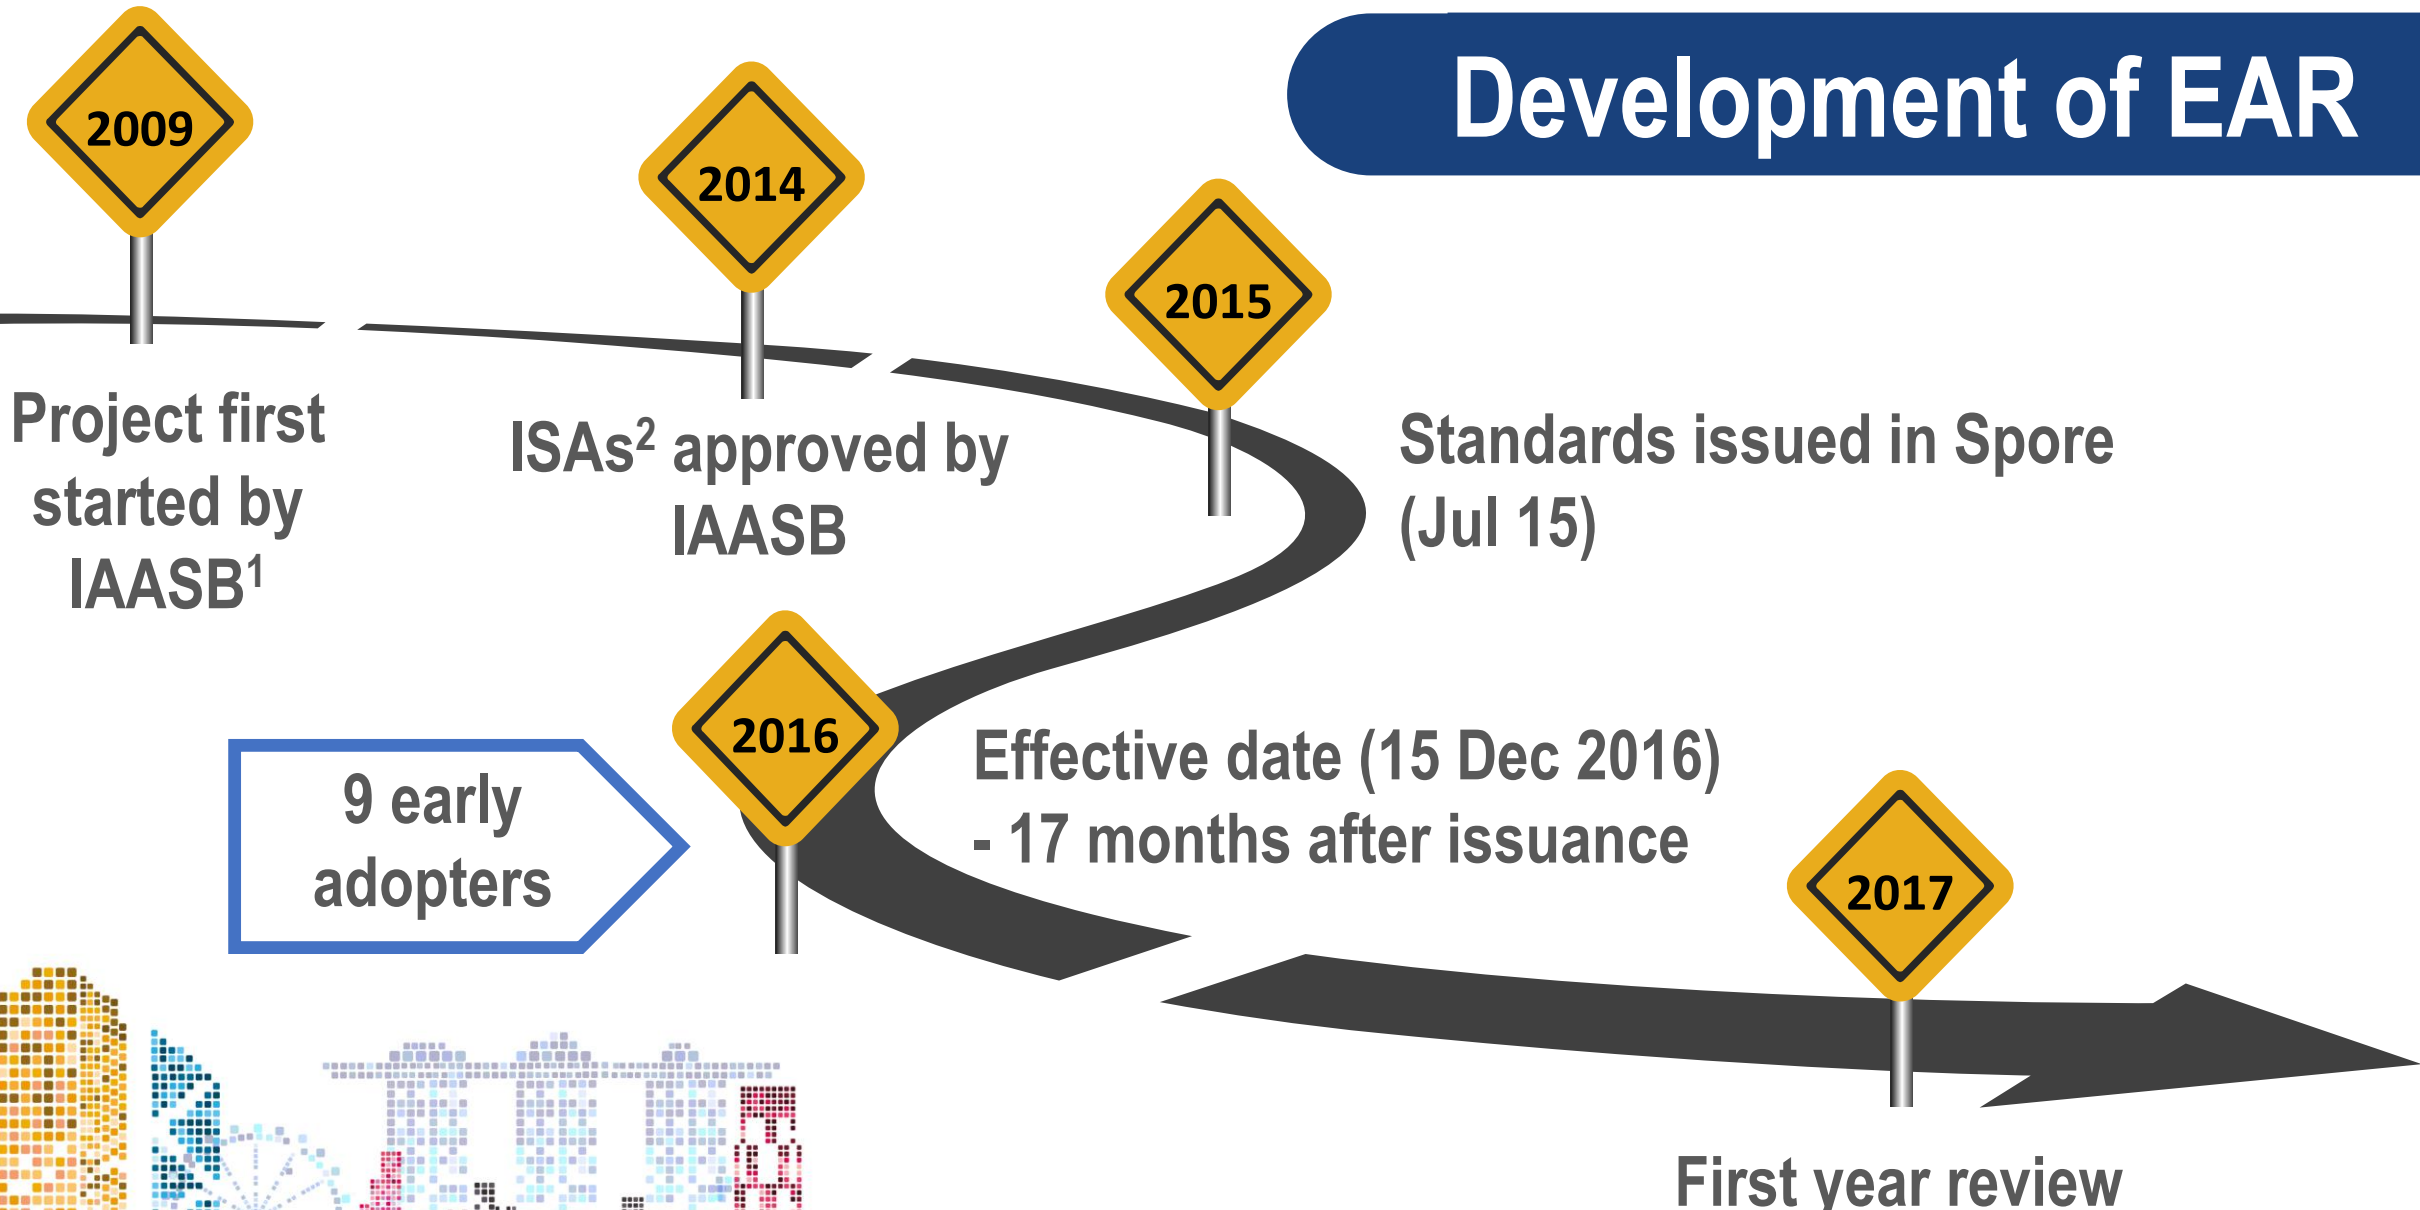 Development of EAR
2009
Project first
started by
IAASB¹
2014
ISAs² approved by
IAASB
2015
Standards issued in Spore
(Jul 15)
2016
9 early
adopters
Effective date (15 Dec 2016)
- 17 months after issuance
2017
First year review